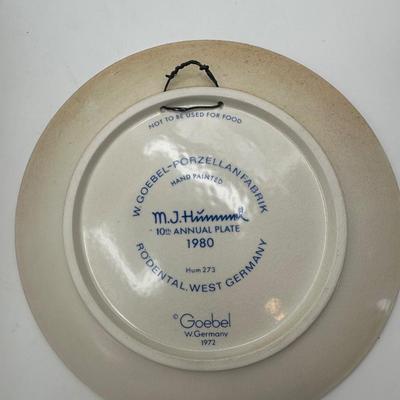 NOT TO BE USED FOR FOOD
W. GOEBEL-PORZELLANFABRIK
HAND PAINTED
M.J.Hummel
10th ANNUAL PLATE
1980
Hum 273
RÖDENTAL, WEST GERMANY
© Goebel
W.Germany
1972